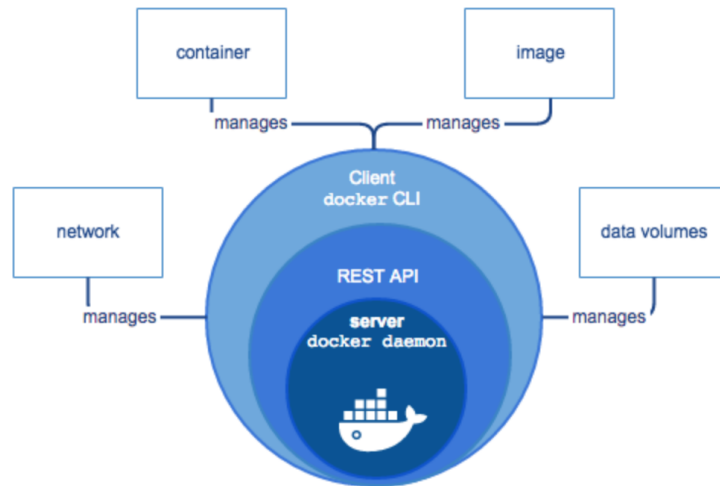 container
image
manages
manages
Client
docker CLI
network
data volumes
REST API
manages
server
docker daemon
manages